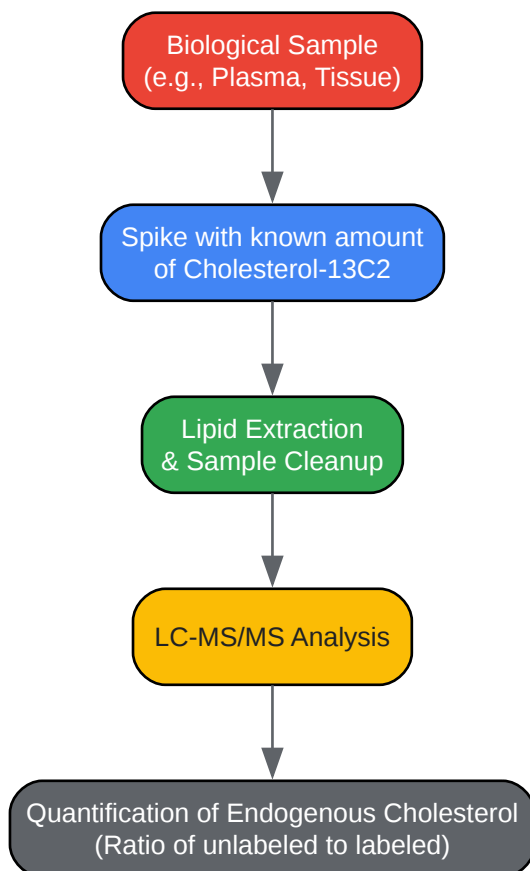 Biological Sample
(e.g., Plasma, Tissue)
Spike with known amount
of Cholesterol-13C2
Lipid Extraction
& Sample Cleanup
LC-MS/MS Analysis
Quantification of Endogenous Cholesterol
(Ratio of unlabeled to labeled)